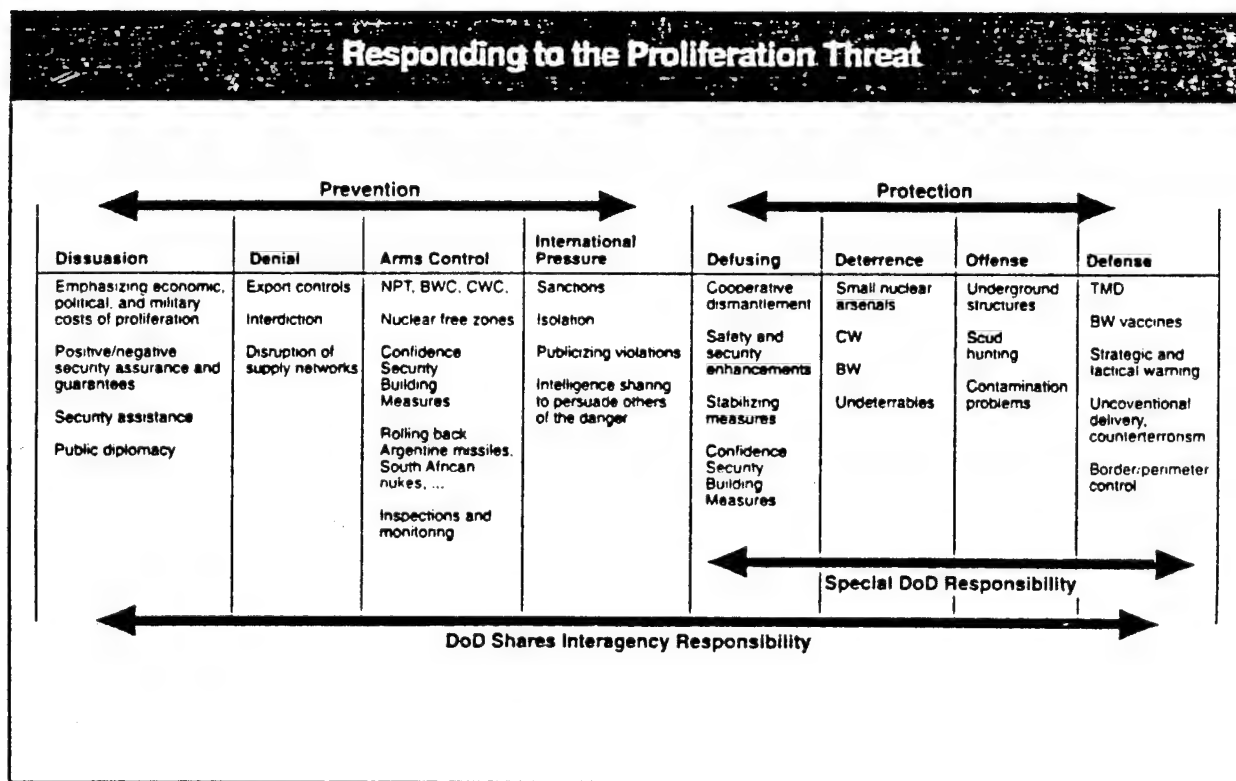 Responding to the Proliferation Threat
Prevention
Protection
Dissuasion
Emphasizing economic,
political, and military
costs of proliferation
Positive/negative
security assurance and
guarantees
Security assistance
Public diplomacy
Denial
Export controls
Interdiction
Disruption of
supply networks
Arms Control
NPT, BWC, CWC,
Nuclear free zones
Confidence
Security
Building
Measures
Rolling back
Argentine missiles,
South African
nukes, ...
Inspections and
monitoring
International
Pressure
Sanctions
Isolation
Publicizing violations
Intelligence sharing
to persuade others
of the danger
Defusing
Cooperative
dismantlement
Safety and
security
enhancements
Stabilizing
measures
Confidence
Security
Building
Measures
Deterrence
Small nuclear
arsenals
CW
BW
Undeterrables
Offense
Underground
structures
Scud
hunting
Contamination
problems
Defense
TMD
BW vaccines
Strategic and
tactical warning
Uncoventional
delivery,
counterterrorism
Border/perimeter
control
Special DoD Responsibility
DoD Shares Interagency Responsibility